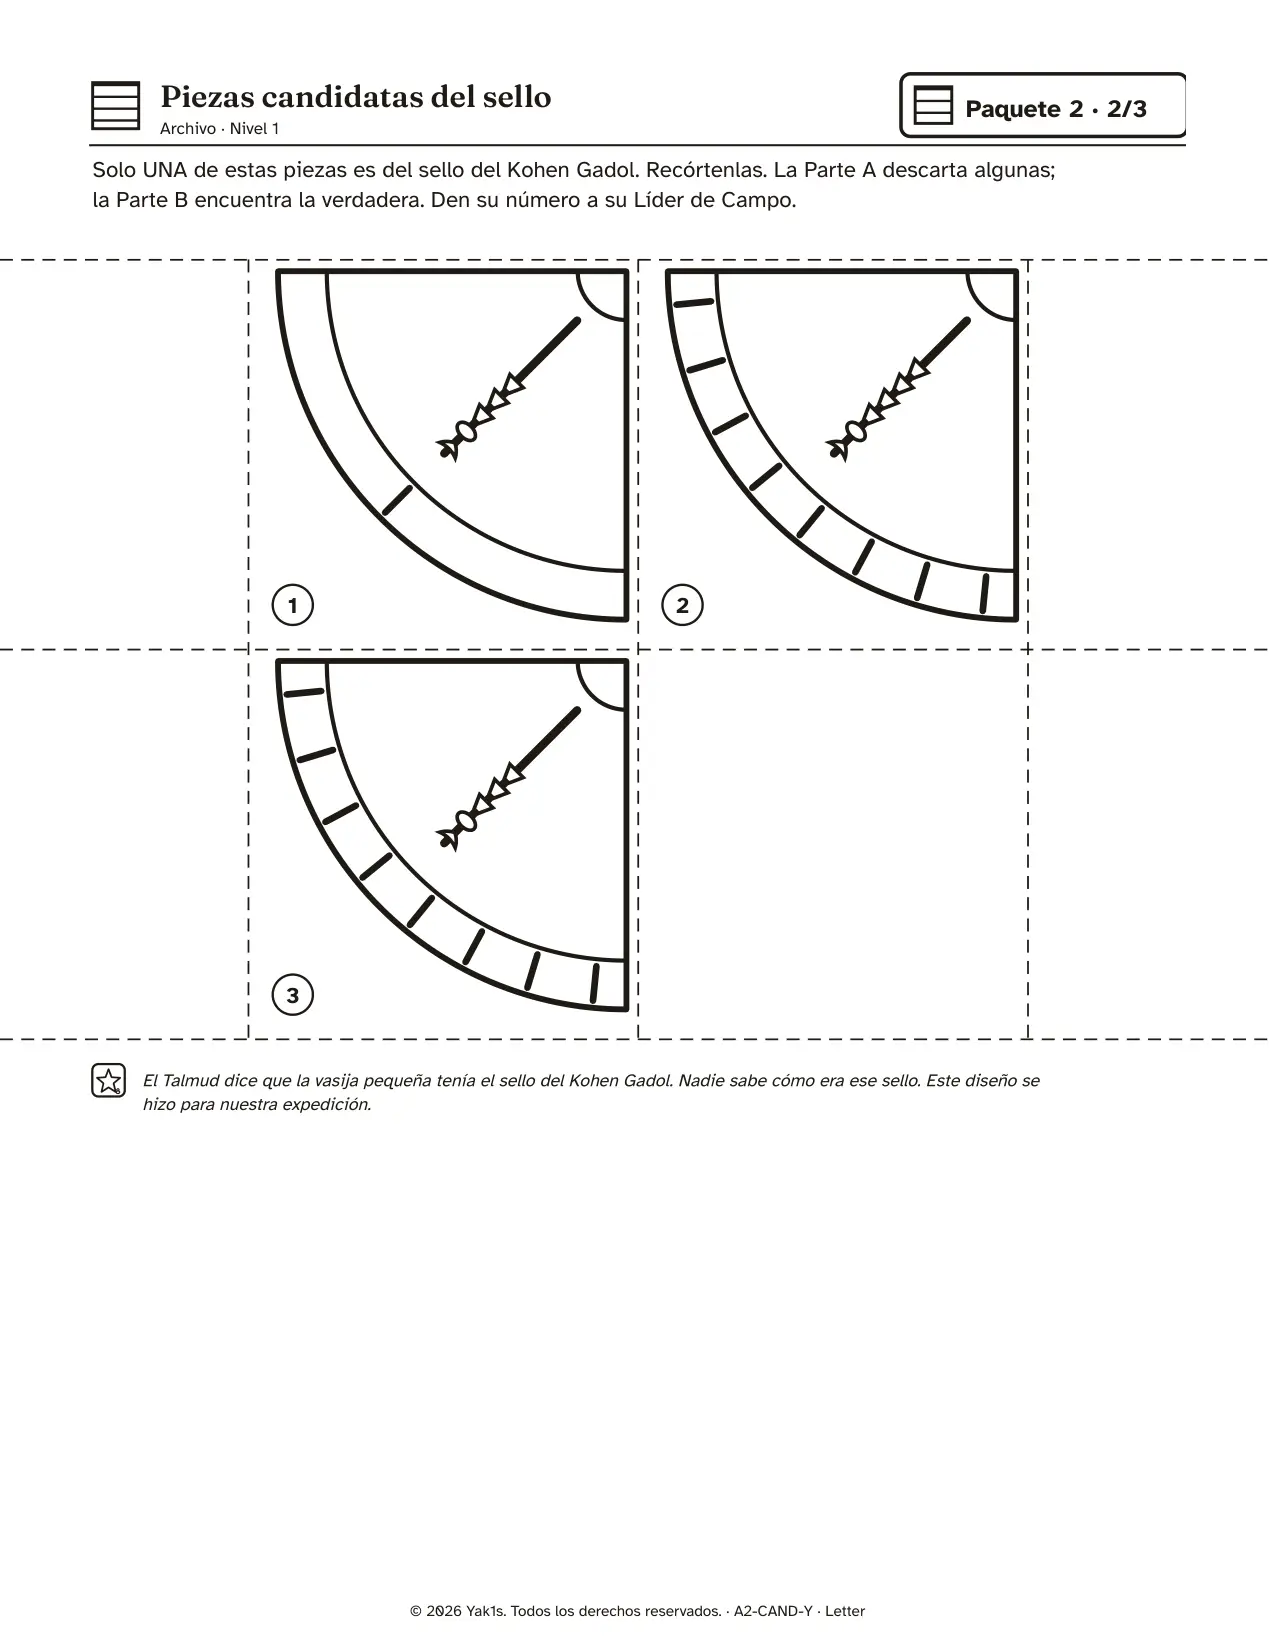 Piezas candidatas del sello
Archivo · Nivel 1
Paquete 2 · 2/3
Solo UNA de estas piezas es del sello del Kohen Gadol. Recórtenlas. La Parte A descarta algunas;
la Parte B encuentra la verdadera. Den su número a su Líder de Campo.
1
2
3
El Talmud dice que la vasija pequeña tenía el sello del Kohen Gadol. Nadie sabe cómo era ese sello. Este diseño se
hizo para nuestra expedición.
© 2026 Yak1s. Todos los derechos reservados. · A2-CAND-Y · Letter